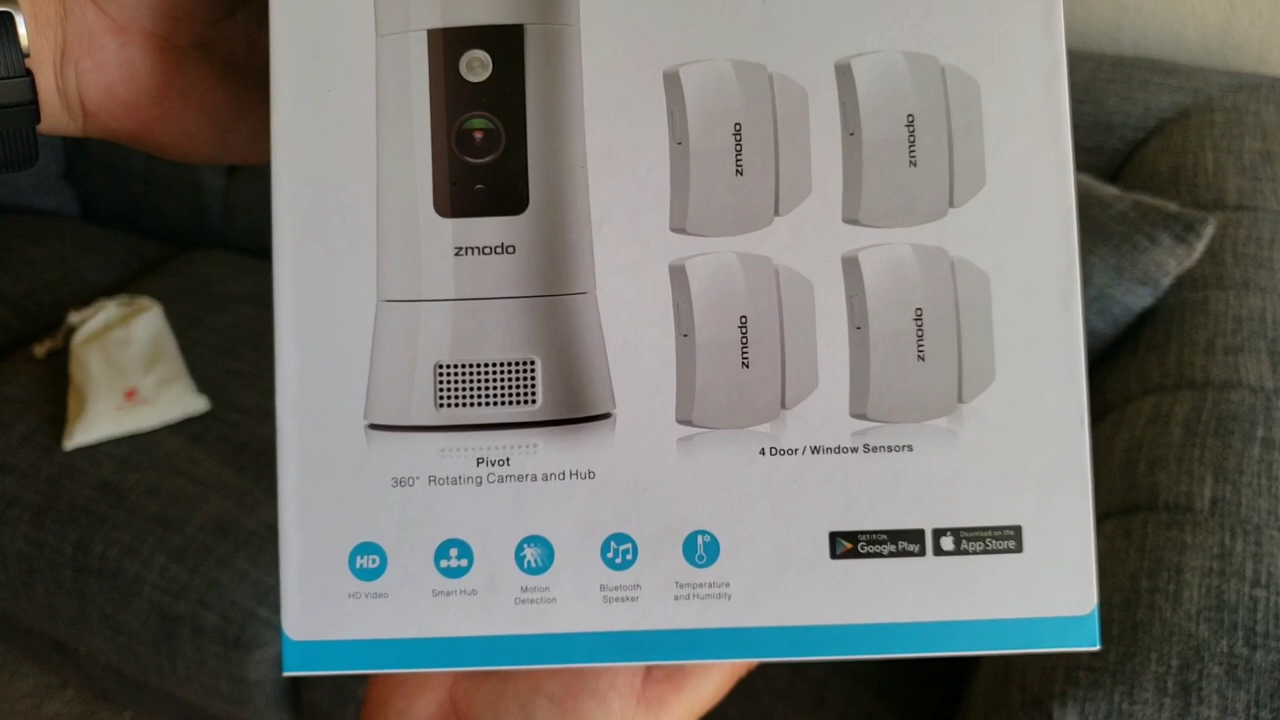 zmodo
zmodo
zmodo
zmodo
zmodo
Pivot
360° Rotating Camera and Hub
4 Door / Window Sensors
HD
HD Video
Smart Hub
Motion
Detection
Bluetooth
Speaker
Temperature
and Humidity
GET IT ON
Google Play
Download on the
App Store